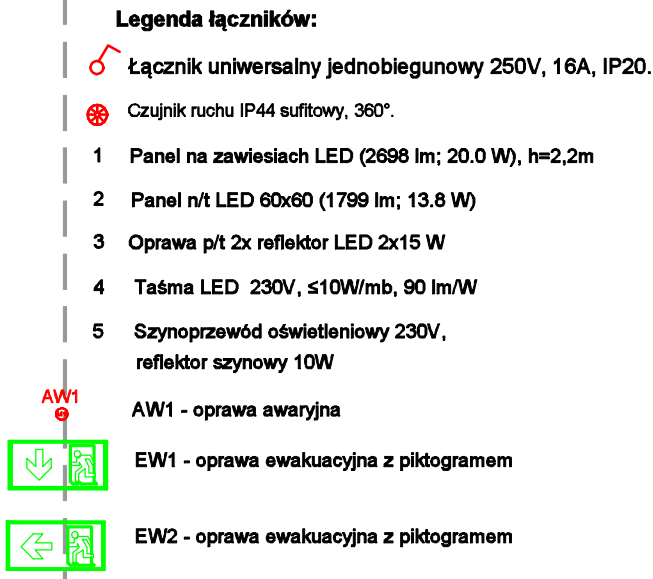 Legenda łączników:
Łącznik uniwersalny jednobiegunowy 250V, 16A, IP20.
Czujnik ruchu IP44 sufitowy, 360°.
1 Panel na zawiesiach LED (2698 lm; 20.0 W), h=2,2m
2 Panel n/t LED 60x60 (1799 lm; 13.8 W)
3 Oprawa p/t 2x reflektor LED 2x15 W
4 Taśma LED 230V, ≤10W/mb, 90 lm/W
5 Szynoprzewód oświetleniowy 230V,
reflektor szynowy 10W
AW1
AW1 - oprawa awaryjna
EW1 - oprawa ewakuacyjna z piktogramem
EW2 - oprawa ewakuacyjna z piktogramem